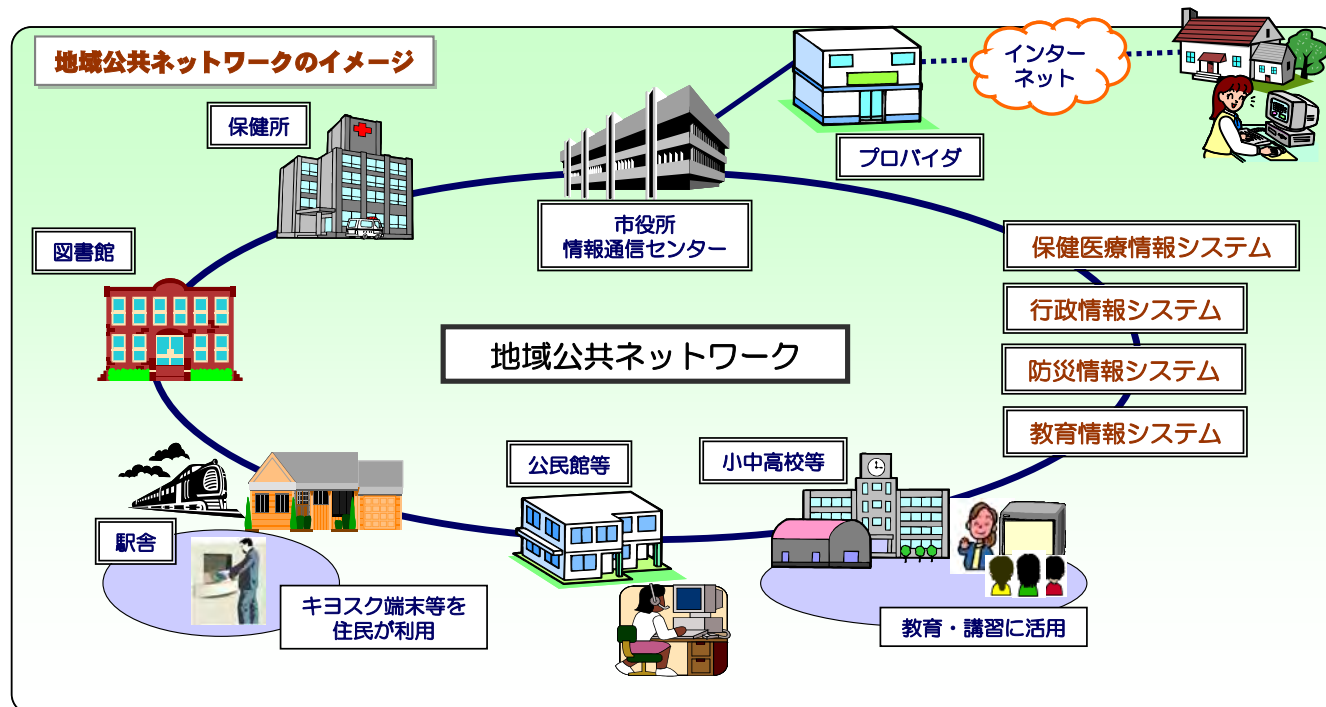 地域公共ネットワークのイメージ
インター
ネット
保健所
プロバイダ
市役所
情報通信センター
図書館
保健医療情報システム
行政情報システム
防災情報システム
教育情報システム
地域公共ネットワーク
公民館等
小中高校等
駅舎
キヨスク端末等を
住民が利用
教育・講習に活用